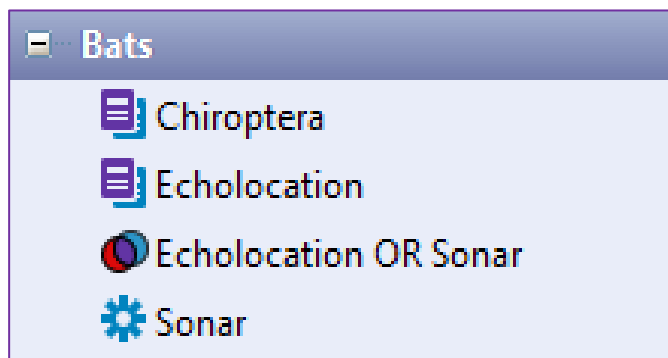 Bats
Chiroptera
Echolocation
Echolocation OR Sonar
Sonar